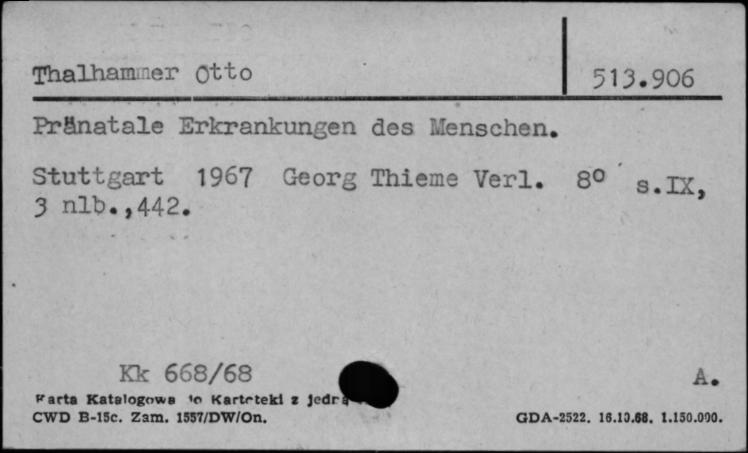 Thalhammer Otto 513.906
Pränatale Erkrankungen des Menschen.
Stuttgart 1967 Georg Thieme Verl. 8° s.IX,
3 nlb.,442.
Kk 668/68 A.
Karta Katalogowa do Kartoteki z jedrą
CWD B-15c. Zam. 1557/DW/On. GDA-2522. 16.10.68. 1.150.000.